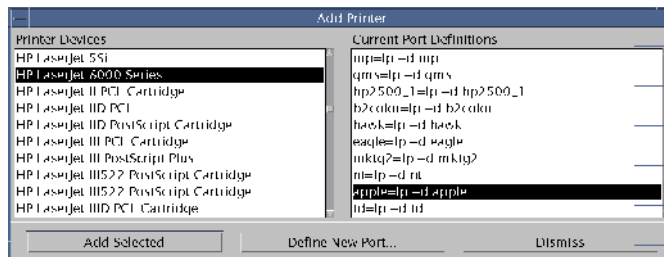 Add Printer
Printer Devices
HP LaserJet 5Si
HP LaserJet 6000 Series
HP LaserJet II PCL Cartridge
HP LaserJet IID PCL
HP LaserJet IID PostScript Cartridge
HP LaserJet III PCL Cartridge
HP LaserJet III PostScript Plus
HP LaserJet III522 PostScript Cartridge
HP LaserJet III522 PostScript Cartridge
HP LaserJet IIID PCL Cartridge
Current Port Definitions
mp=lp -d mp
qms=lp -d qms
hp2500_1=lp -d hp2500_1
b2color=lp -d b2color
hawk=lp -d hawk
eagle=lp -d eagle
mktg2=lp -d mktg2
nt=lp -d nt
apple=lp -d apple
td=lp -d td
Add Selected
Define New Port...
Dismiss